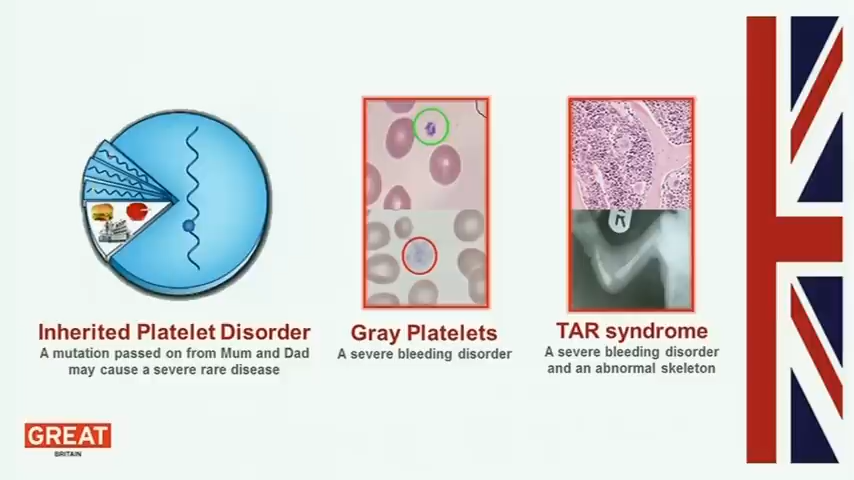 Inherited Platelet Disorder
A mutation passed on from Mum and Dad
may cause a severe rare disease
Gray Platelets
A severe bleeding disorder
R
TAR syndrome
A severe bleeding disorder
and an abnormal skeleton
GREAT
BRITAIN